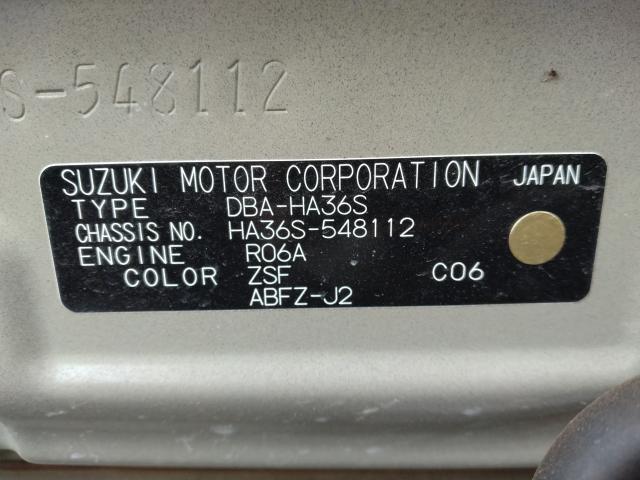 S-548112
SUZUKI MOTOR CORPORATION JAPAN
TYPE DBA-HA36S
CHASSIS NO. HA36S-548112
ENGINE R06A
COLOR ZSF C06
ABFZ-J2